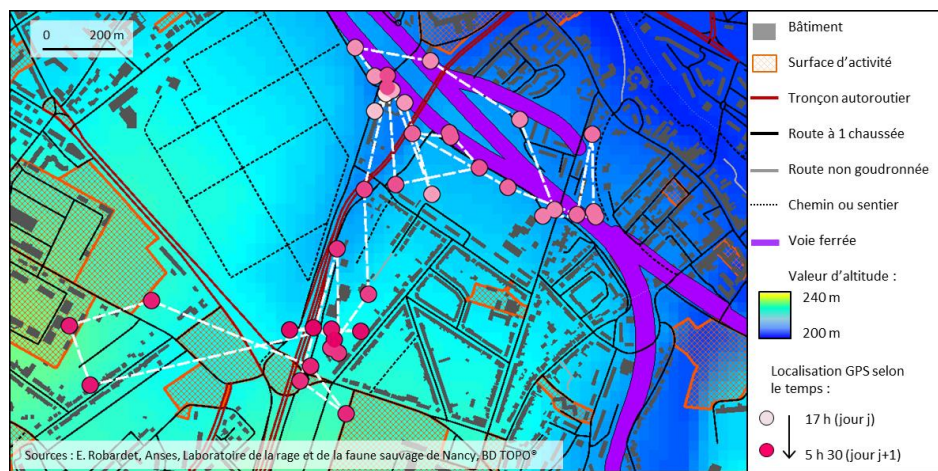 0 200 m
Bâtiment
Surface d'activité
Tronçon autoroutier
Route à 1 chaussée
Route non goudronnée
Chemin ou sentier
Voie ferrée
Valeur d'altitude :
240 m
200 m
Localisation GPS selon
le temps :
17 h (jour j)
5 h 30 (jour j+1)
Sources : E. Robardet, Anses, Laboratoire de la rage et de la faune sauvage de Nancy, BD TOPO®